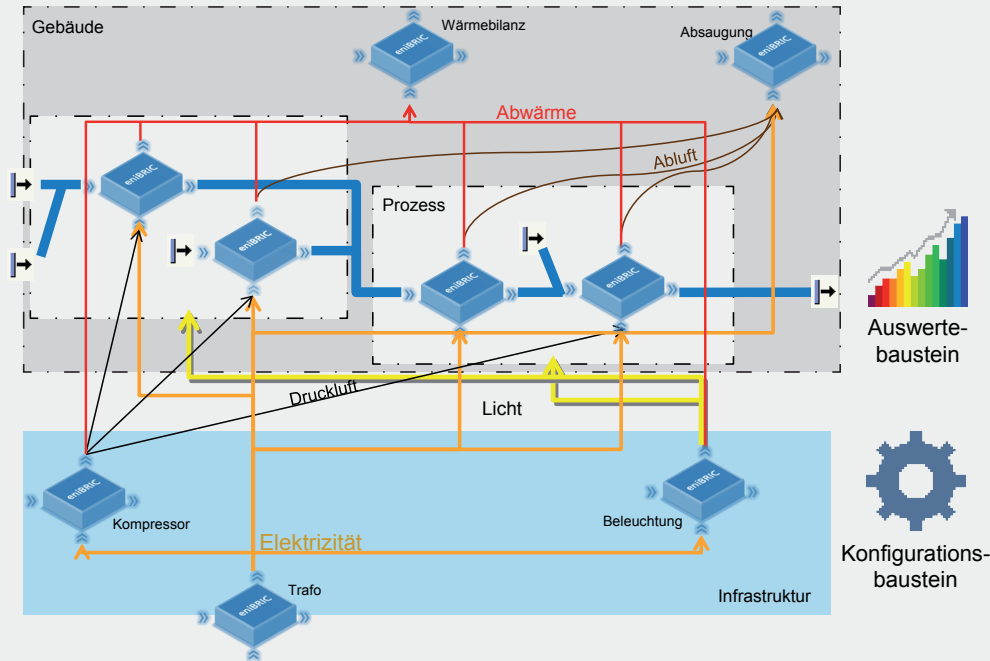 Gebäude
eniBRIC
Wärmebilanz
Absaugung
eniBRIC
Abwärme
eniBRIC
Abluft
Prozess
eniBRIC
eniBRIC
eniBRIC
Auswerte-
baustein
Druckluft
Licht
eniBRIC
Kompressor
eniBRIC
Beleuchtung
Elektrizität
Konfigurations-
baustein
eniBRIC
Trafo
Infrastruktur